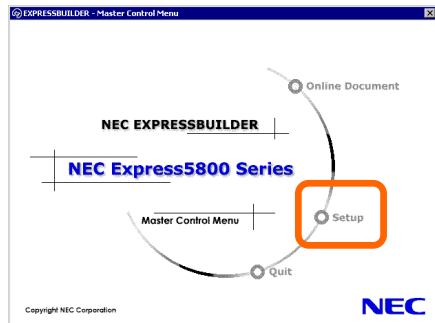 EXPRESSBUILDER - Master Control Menu
Online Document
NEC EXPRESSBUILDER
NEC Express5800 Series
Master Control Menu
Setup
Quit
Copyright NEC Corporation
NEC